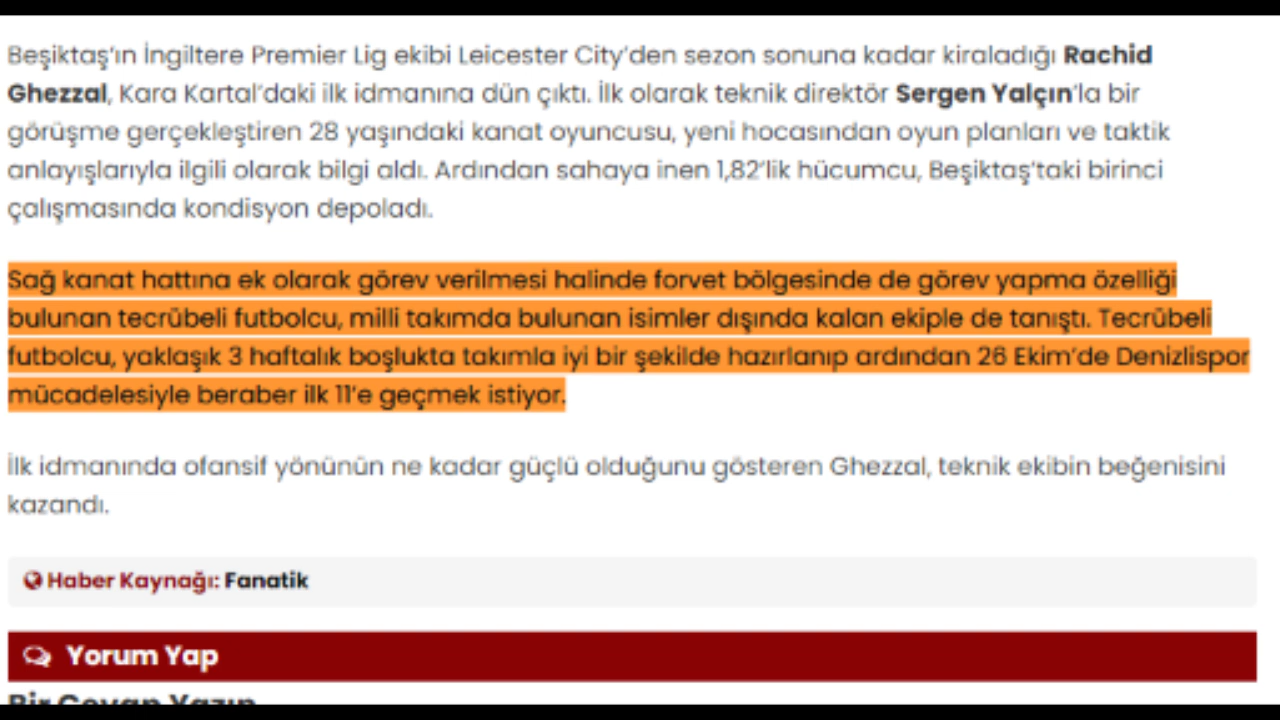 Beşiktaş’ın İngiltere Premier Lig ekibi Leicester City’den sezon sonuna kadar kiraladığı Rachid
Ghezzal, Kara Kartal’daki ilk idmanına dün çıktı. İlk olarak teknik direktör Sergen Yalçın’la bir
görüşme gerçekleştiren 28 yaşındaki kanat oyuncusu, yeni hocasından oyun planları ve taktik
anlayışlarıyla ilgili olarak bilgi aldı. Ardından sahaya inen 1,82’lik hücumcu, Beşiktaş’taki birinci
çalışmasında kondisyon depoladı.
Sağ kanat hattına ek olarak görev verilmesi halinde forvet bölgesinde de görev yapma özelliği
bulunan tecrübeli futbolcu, milli takımda bulunan isimler dışında kalan ekiple de tanıştı. Tecrübeli
futbolcu, yaklaşık 3 haftalık boşlukta takımla iyi bir şekilde hazırlanıp ardından 26 Ekim’de Denizlispor
mücadelesiyle beraber ilk 11’e geçmek istiyor.
İlk idmanında ofansif yönünün ne kadar güçlü olduğunu gösteren Ghezzal, teknik ekibin beğenisini
kazandı.
Haber Kaynağı: Fanatik
Yorum Yap
Bir Cevap Yazın